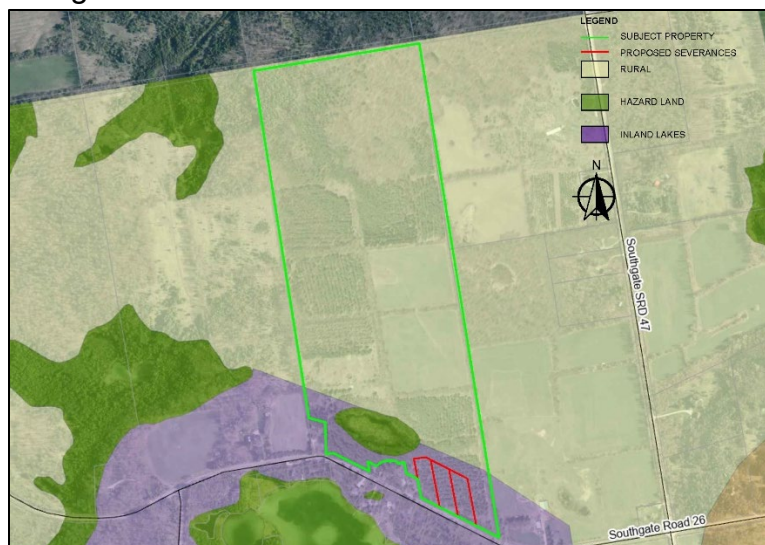 LEGEND
SUBJECT PROPERTY
PROPOSED SEVERANCES
RURAL
HAZARD LAND
INLAND LAKES
N
Southgate SRD 47
Southgate Road 26